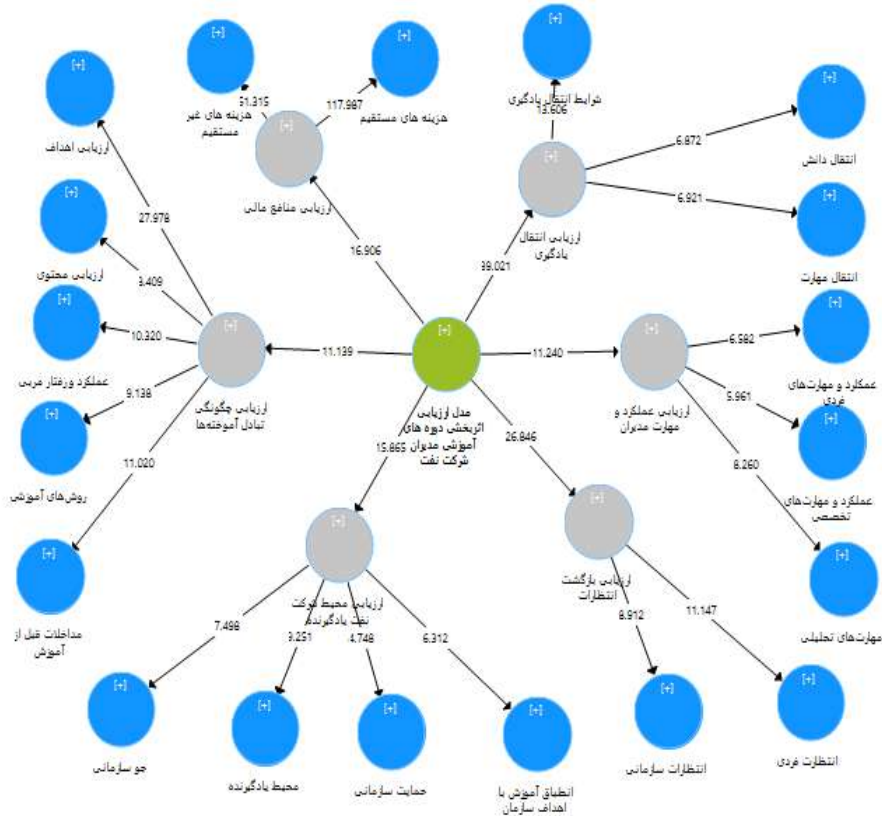 [+]
[+]
[+]
[+]
هزینه های غیر
مستقیم
51.315
117.987
هزینه های مستقیم
شرایط انتقال یادگیری
13.606
ارزیابی اهداف
[+]
ارزیابی منافع مالی
[+]
ارزیابی انتقال
یادگیری
[+]
انتقال دانش
6.872
6.921
[+]
انتقال مهارت
27.978
[+]
ارزیابی محتوی
3.409
16.906
39.021
[+]
عملکرد ورفتار مربی
10.320
[+]
ارزیابی چگونگی
تبادل آموخته‌ها
11.139
[+]
مدل ارزیابی
اثربخشی دوره های
آموزشی مدیران
شرکت نفت
11.240
[+]
ارزیابی عملکرد و
مهارت مدیران
6.582
[+]
عمکلرد و مهارت‌های
فردی
5.961
[+]
عملکرد و مهارت‌های
تخصصی
9.138
[+]
روش‌های آموزشی
11.020
15.865
26.846
8.260
[+]
مداخلات قبل از
آموزش
[+]
ارزیابی محیط شرکت
نفت یادگیرنده
[+]
ارزیابی بازگشت
انتظارات
[+]
مهارت‌های تحلیلی
7.498
9.251
4.748
6.312
8.912
11.147
[+]
جو سازمانی
[+]
محیط یادگیرنده
[+]
حمایت سازمانی
[+]
انطباق آموزش با
اهداف سازمان
[+]
انتظارات سازمانی
[+]
انتظارت فردی